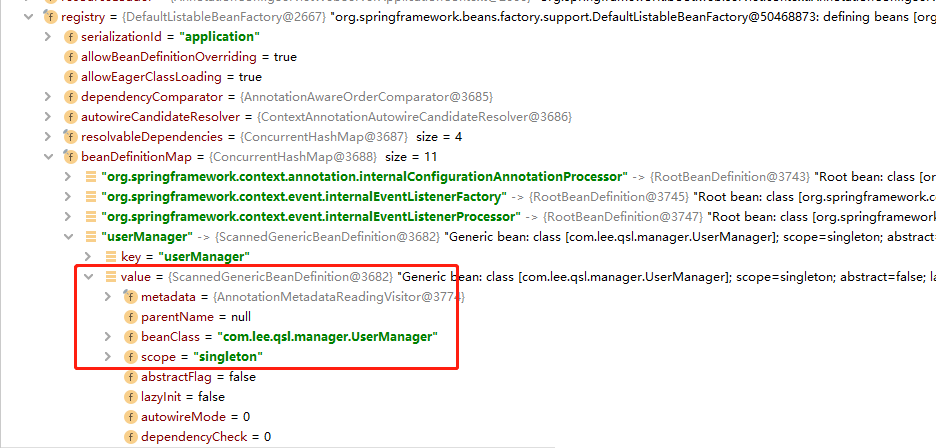 registry = {DefaultListableBeanFactory@2667} "org.springframework.beans.factory.support.DefaultListableBeanFactory@50468873: defining beans [org
serializationId = "application"
allowBeanDefinitionOverriding = true
allowEagerClassLoading = true
dependencyComparator = {AnnotationAwareOrderComparator@3685}
autowireCandidateResolver = {ContextAnnotationAutowireCandidateResolver@3686}
resolvableDependencies = {ConcurrentHashMap@3687} size = 4
beanDefinitionMap = {ConcurrentHashMap@3688} size = 11
"org.springframework.context.annotation.internalConfigurationAnnotationProcessor" -> {RootBeanDefinition@3743} "Root bean: class [org
"org.springframework.context.event.internalEventListenerFactory" -> {RootBeanDefinition@3745} "Root bean: class [org.springframework.c
"org.springframework.context.event.internalEventListenerProcessor" -> {RootBeanDefinition@3747} "Root bean: class [org.springframework
"userManager" -> {ScannedGenericBeanDefinition@3682} "Generic bean: class [com.lee.qsl.manager.UserManager]; scope=singleton; abstract=
key = "userManager"
value = {ScannedGenericBeanDefinition@3682} "Generic bean: class [com.lee.qsl.manager.UserManager]; scope=singleton; abstract=false; la
metadata = {AnnotationMetadataReadingVisitor@3774}
parentName = null
beanClass = "com.lee.qsl.manager.UserManager"
scope = "singleton"
abstractFlag = false
lazyInit = false
autowireMode = 0
dependencyCheck = 0